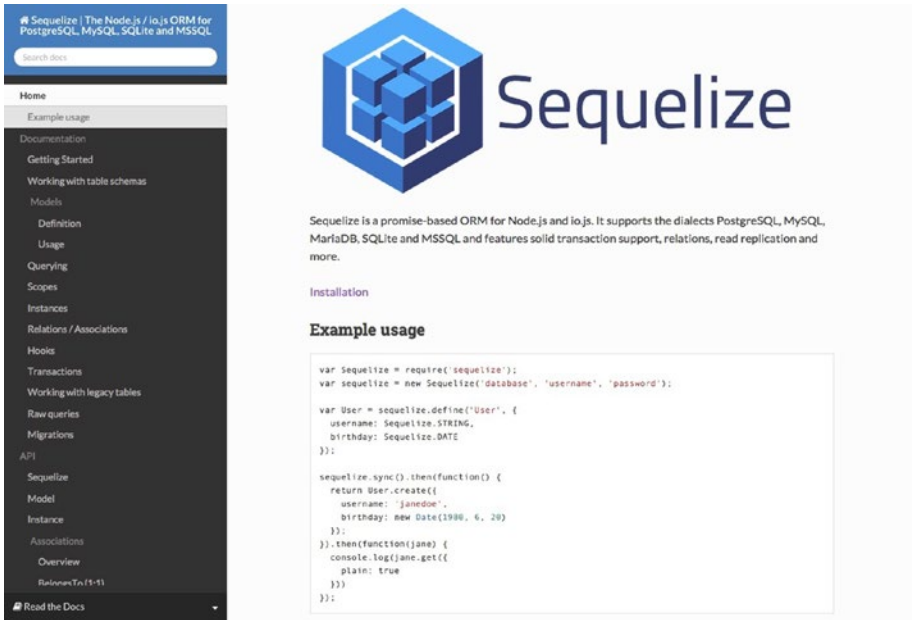 Sequelize | The Node.js / io.js ORM for
PostgreSQL, MySQL, SQLite and MSSQL
Search docs
Home
Example usage
Documentation
Getting Started
Working with table schemas
Models
Definition
Usage
Querying
Scopes
Instances
Relations / Associations
Hooks
Transactions
Working with legacy tables
Raw queries
Migrations
API
Sequelize
Model
Instance
Associations
Overview
BelongsTo (1:1)
Read the Docs
Sequelize
Sequelize is a promise-based ORM for Node.js and io.js. It supports the dialects PostgreSQL, MySQL,
MariaDB, SQLite and MSSQL and features solid transaction support, relations, read replication and
more.
Installation
Example usage
var Sequelize = require('sequelize');
var sequelize = new Sequelize('database', 'username', 'password');
var User = sequelize.define('User', {
username: Sequelize.STRING,
birthday: Sequelize.DATE
});
sequelize.sync().then(function() {
return User.create({
username: 'janedoe',
birthday: new Date(1980, 6, 20)
});
}).then(function(jane) {
console.log(jane.get({
plain: true
}))
});